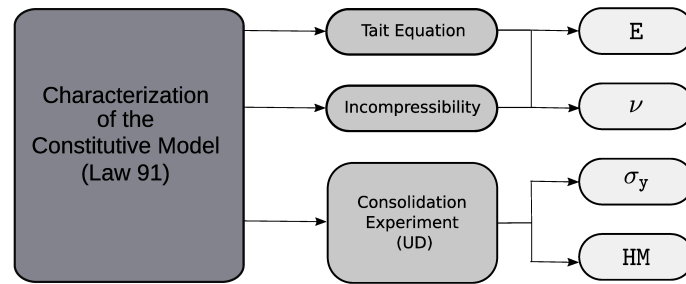 Characterization
of the
Constitutive Model
(Law 91)
Tait Equation
Incompressibility
Consolidation
Experiment
(UD)
E
ν
σy
HM